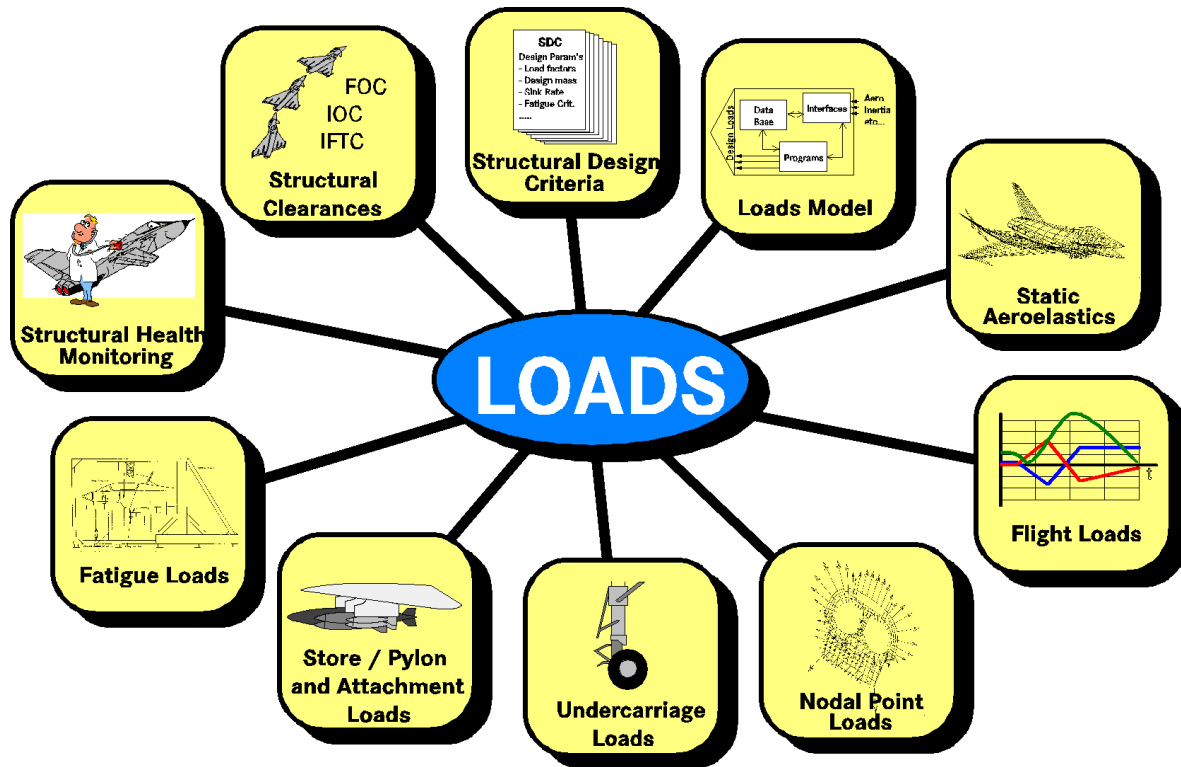 FOC
IOC
IFTC
Structural
Clearances
SDC
Design Param's
- Load factors
- Design mass
- Sink Rate
- Fatigue Crit.
.....
Structural Design
Criteria
Design Loads
Data
Base
Interfaces
Programs
Aero
Inertia
etc...
Loads Model
Static
Aeroelastics
Structural Health
Monitoring
LOADS
t
Flight Loads
Fatigue Loads
Store / Pylon
and Attachment
Loads
Undercarriage
Loads
Nodal Point
Loads